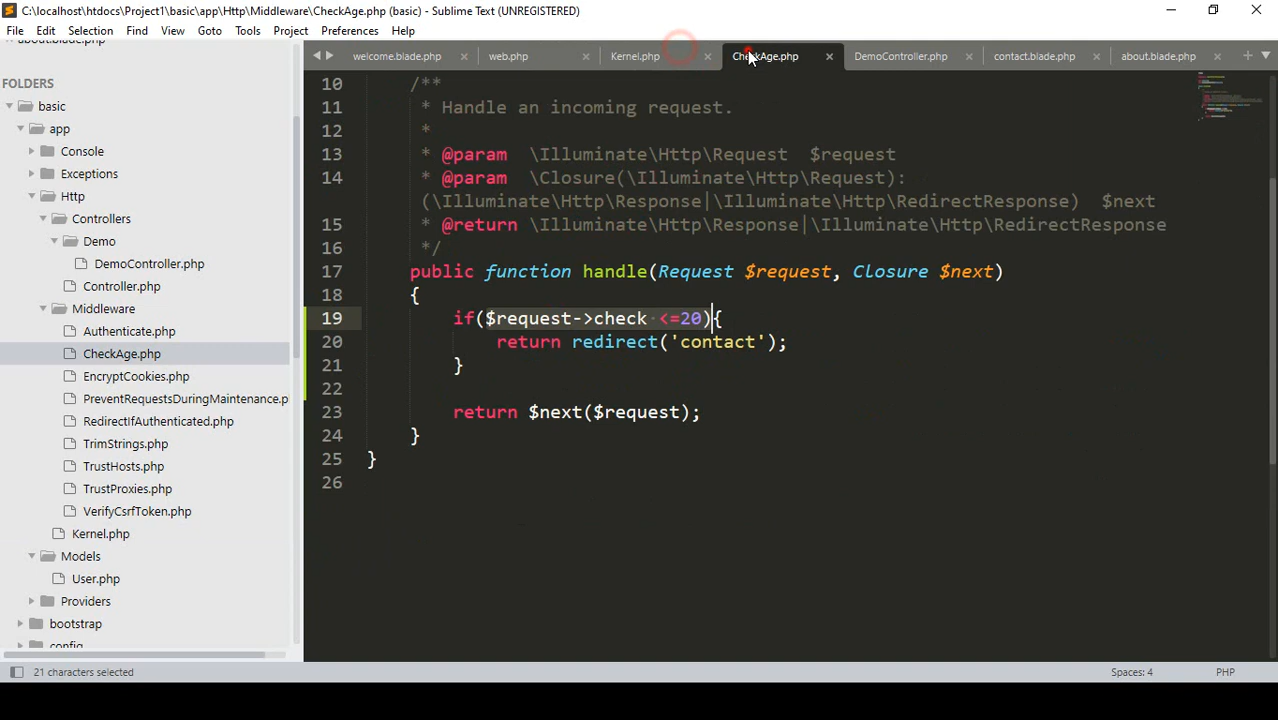 C:\localhost\htdocs\Project1\basic\app\Http\Middleware\CheckAge.php (basic) - Sublime Text (UNREGISTERED)
File Edit Selection Find View Goto Tools Project Preferences Help
about.blade.php
welcome.blade.php web.php Kernel.php CheckAge.php DemoController.php contact.blade.php about.blade.php
FOLDERS
basic
app
Console
Exceptions
Http
Controllers
Demo
DemoController.php
Controller.php
Middleware
Authenticate.php
CheckAge.php
EncryptCookies.php
PreventRequestsDuringMaintenance.p
RedirectIfAuthenticated.php
TrimStrings.php
TrustHosts.php
TrustProxies.php
VerifyCsrfToken.php
Kernel.php
Models
User.php
Providers
bootstrap
config
10 /**
11 * Handle an incoming request.
12 *
13 * @param \Illuminate\Http\Request $request
14 * @param \Closure(\Illuminate\Http\Request):
(\Illuminate\Http\Response|\Illuminate\Http\RedirectResponse) $next
15 * @return \Illuminate\Http\Response|\Illuminate\Http\RedirectResponse
16 */
17 public function handle(Request $request, Closure $next)
18 {
19 if($request->check <=20){
20 return redirect('contact');
21 }
22
23 return $next($request);
24 }
25 }
26
21 characters selected Spaces: 4 PHP